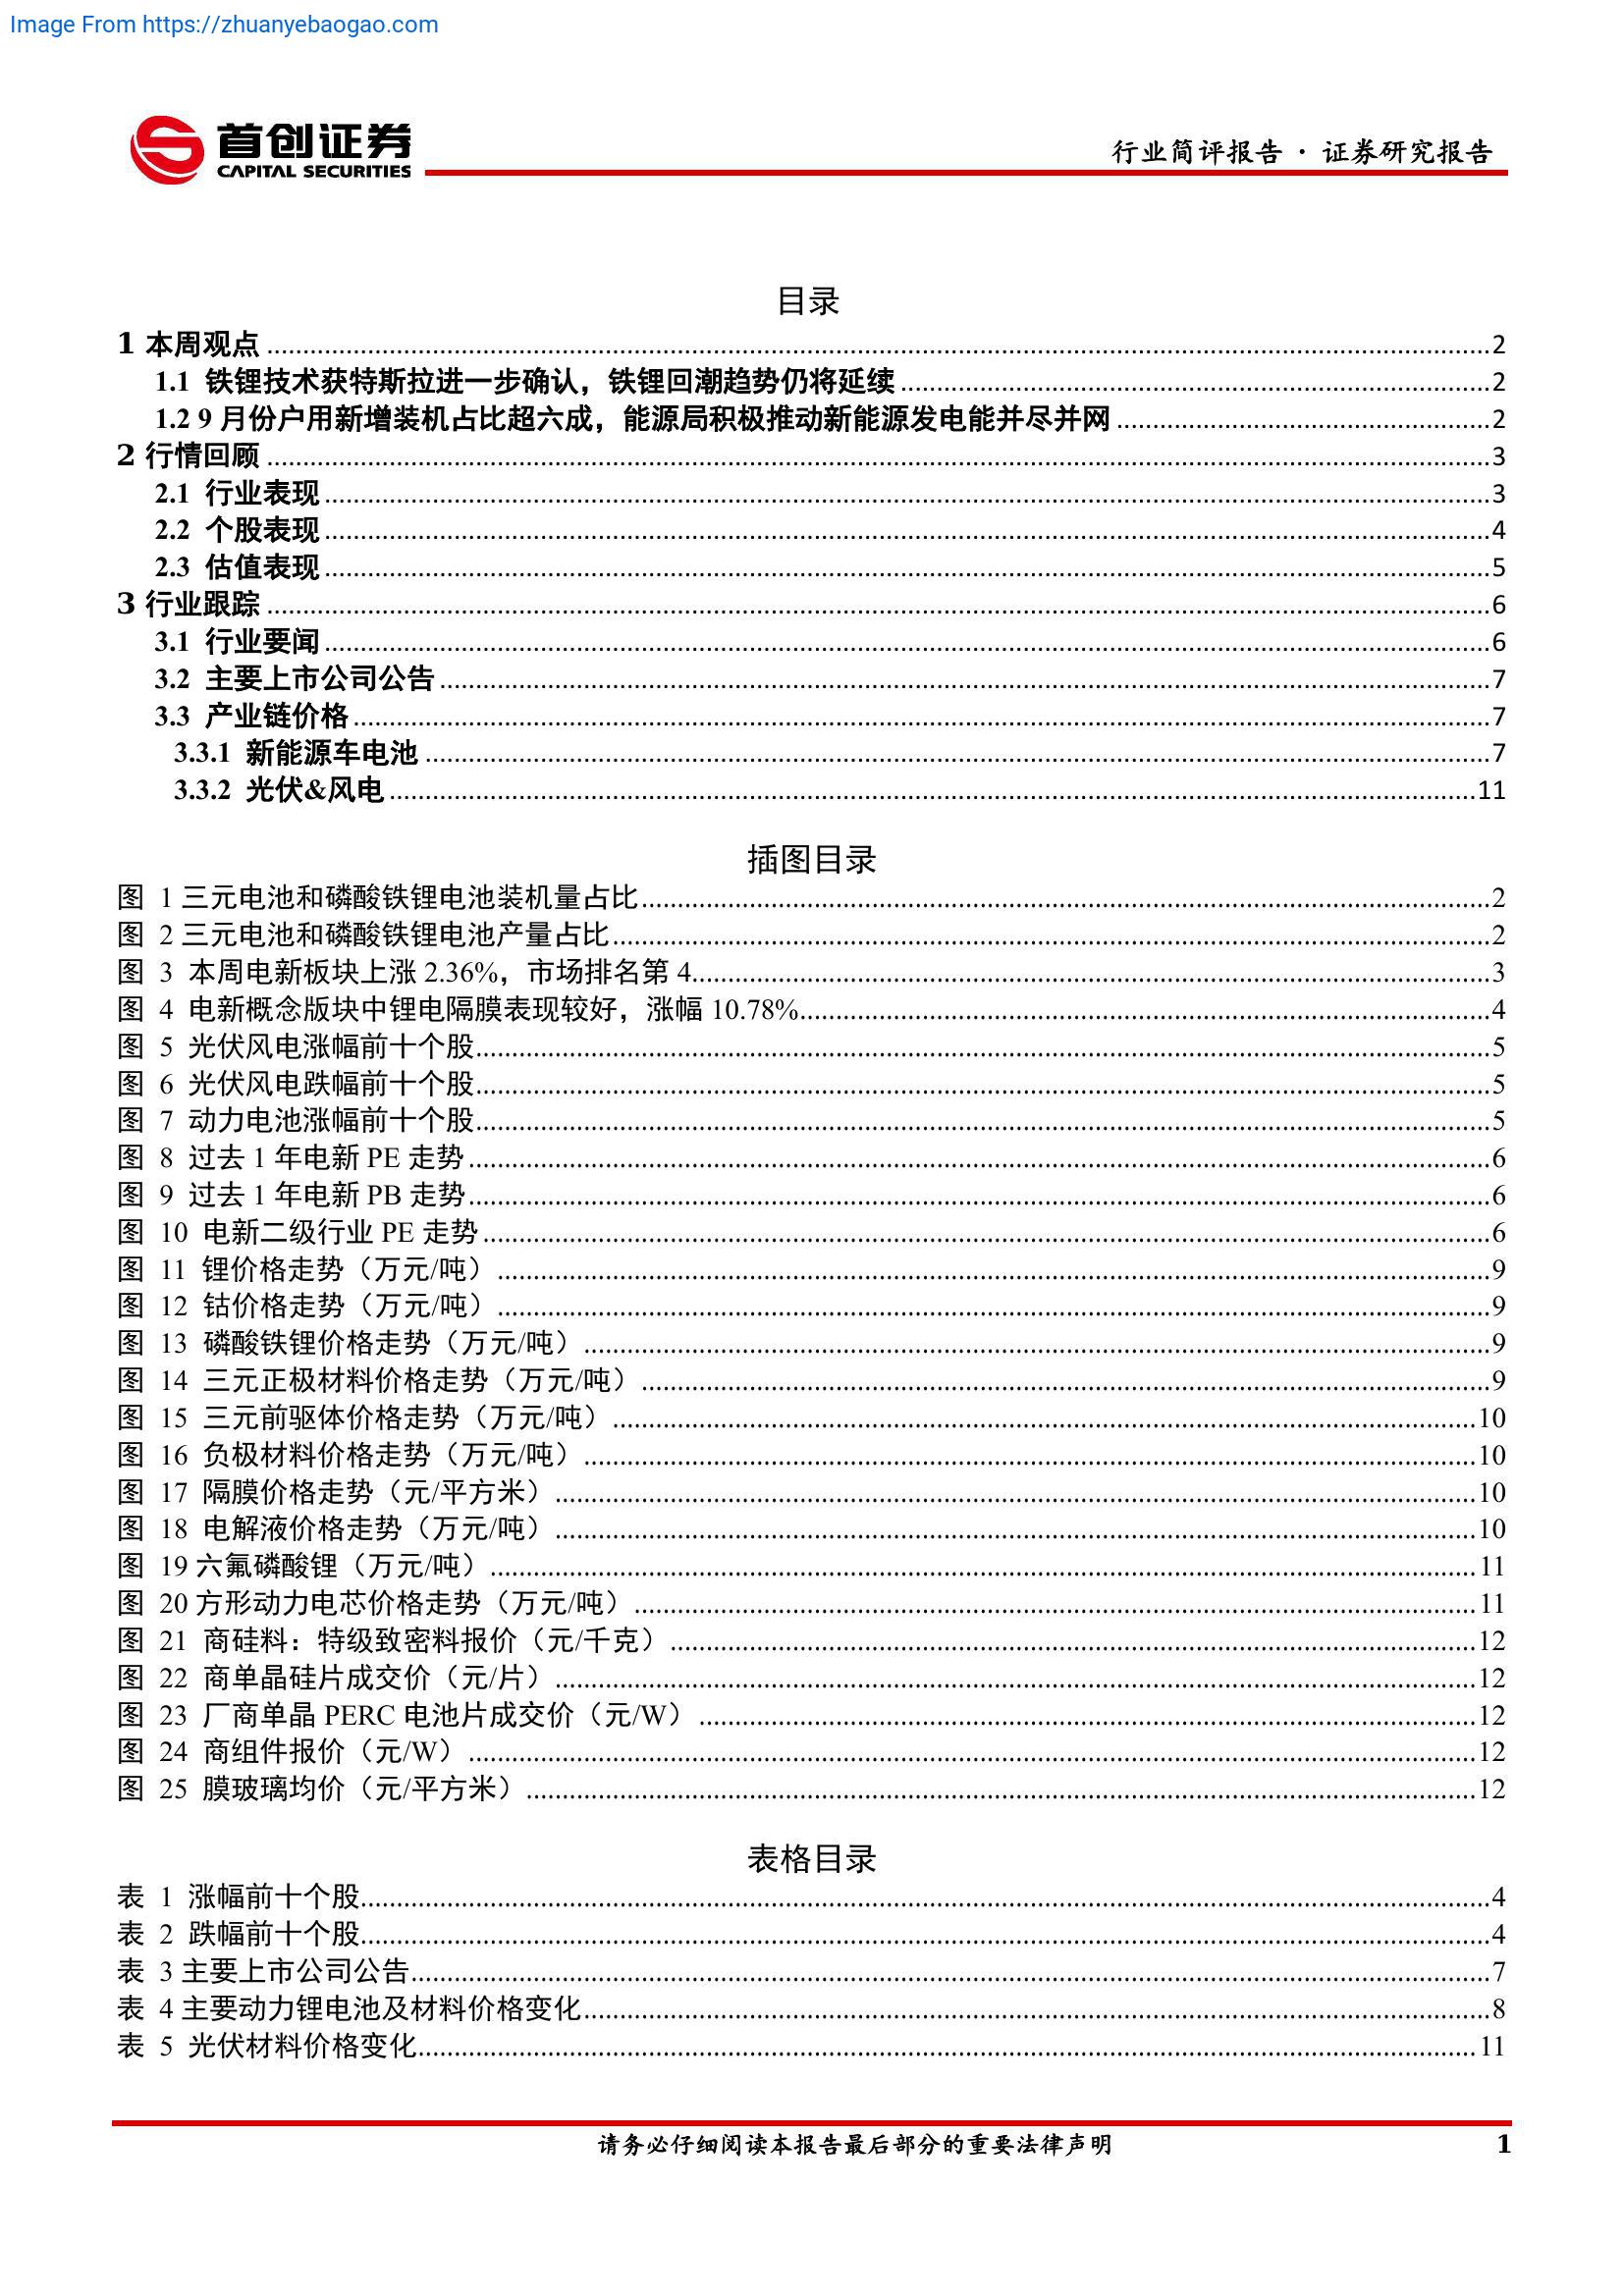 Image From https://zhuanyebaogao.com
首创证券
CAPITAL SECURITIES
行业简评报告 · 证券研究报告
目录
1 本周观点 2
1.1 铁锂技术获特斯拉进一步确认，铁锂回潮趋势仍将延续 2
1.2 9 月份户用新增装机占比超六成，能源局积极推动新能源发电能并尽并网 2
2 行情回顾 3
2.1 行业表现 3
2.2 个股表现 4
2.3 估值表现 5
3 行业跟踪 6
3.1 行业要闻 6
3.2 主要上市公司公告 7
3.3 产业链价格 7
3.3.1 新能源车电池 7
3.3.2 光伏&风电 11
插图目录
图 1 三元电池和磷酸铁锂电池装机量占比 2
图 2 三元电池和磷酸铁锂电池产量占比 2
图 3 本周电新板块上涨 2.36%，市场排名第 4 3
图 4 电新概念版块中锂电隔膜表现较好，涨幅 10.78% 4
图 5 光伏风电涨幅前十个股 5
图 6 光伏风电跌幅前十个股 5
图 7 动力电池涨幅前十个股 5
图 8 过去 1 年电新 PE 走势 6
图 9 过去 1 年电新 PB 走势 6
图 10 电新二级行业 PE 走势 6
图 11 锂价格走势（万元/吨） 9
图 12 钴价格走势（万元/吨） 9
图 13 磷酸铁锂价格走势（万元/吨） 9
图 14 三元正极材料价格走势（万元/吨） 9
图 15 三元前驱体价格走势（万元/吨） 10
图 16 负极材料价格走势（万元/吨） 10
图 17 隔膜价格走势（元/平方米） 10
图 18 电解液价格走势（万元/吨） 10
图 19 六氟磷酸锂（万元/吨） 11
图 20 方形动力电芯价格走势（万元/吨） 11
图 21 商硅料：特级致密料报价（元/千克） 12
图 22 商单晶硅片成交价（元/片） 12
图 23 厂商单晶 PERC 电池片成交价（元/W） 12
图 24 商组件报价（元/W） 12
图 25 膜玻璃均价（元/平方米） 12
表格目录
表 1 涨幅前十个股 4
表 2 跌幅前十个股 4
表 3 主要上市公司公告 7
表 4 主要动力锂电池及材料价格变化 8
表 5 光伏材料价格变化 11
请务必仔细阅读本报告最后部分的重要法律声明 1